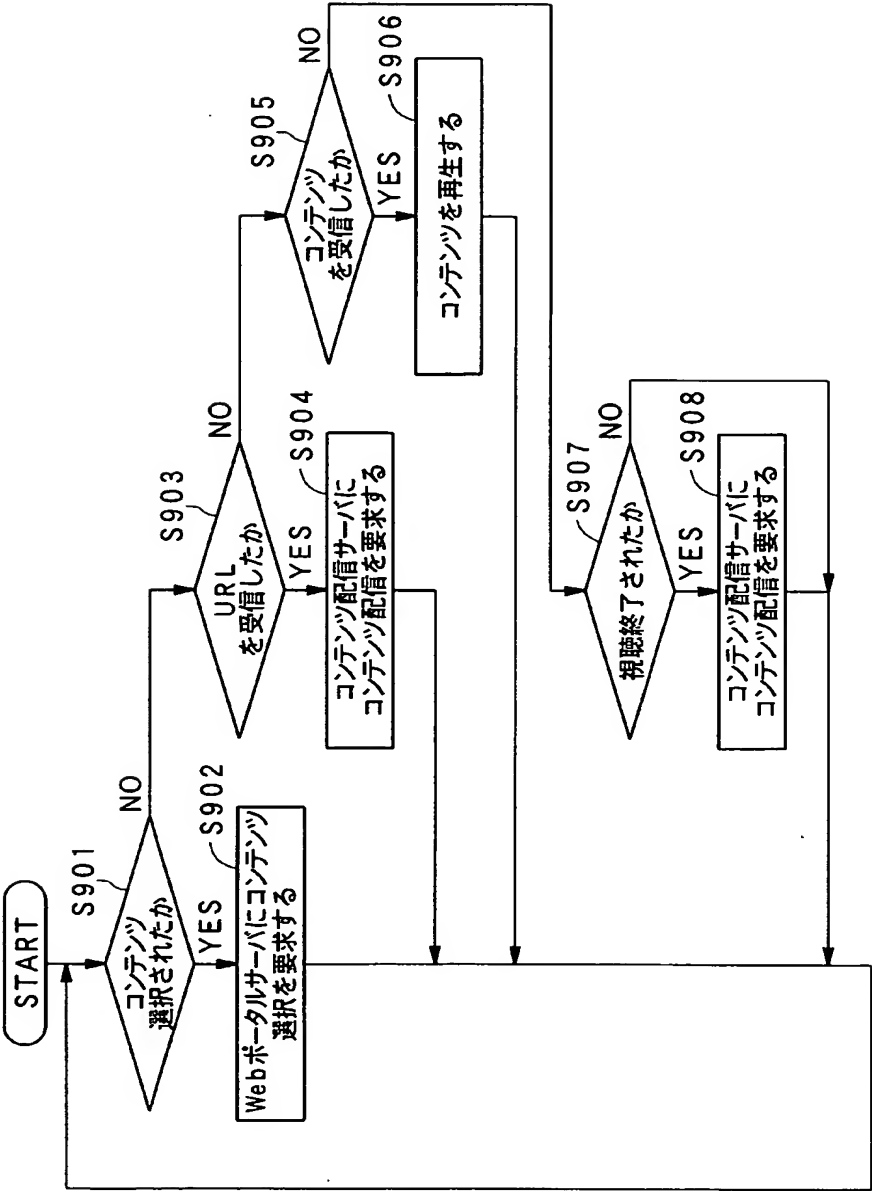 START
S901
コンテンツ
選択されたか
NO
YES
S902
Webポータルサーバにコンテンツ
選択を要求する
S903
URL
を受信したか
NO
YES
S904
コンテンツ配信サーバに
コンテンツ配信を要求する
S905
コンテンツ
を受信したか
NO
YES
S906
コンテンツを再生する
S907
視聴終了されたか
NO
YES
S908
コンテンツ配信サーバに
コンテンツ配信を要求する